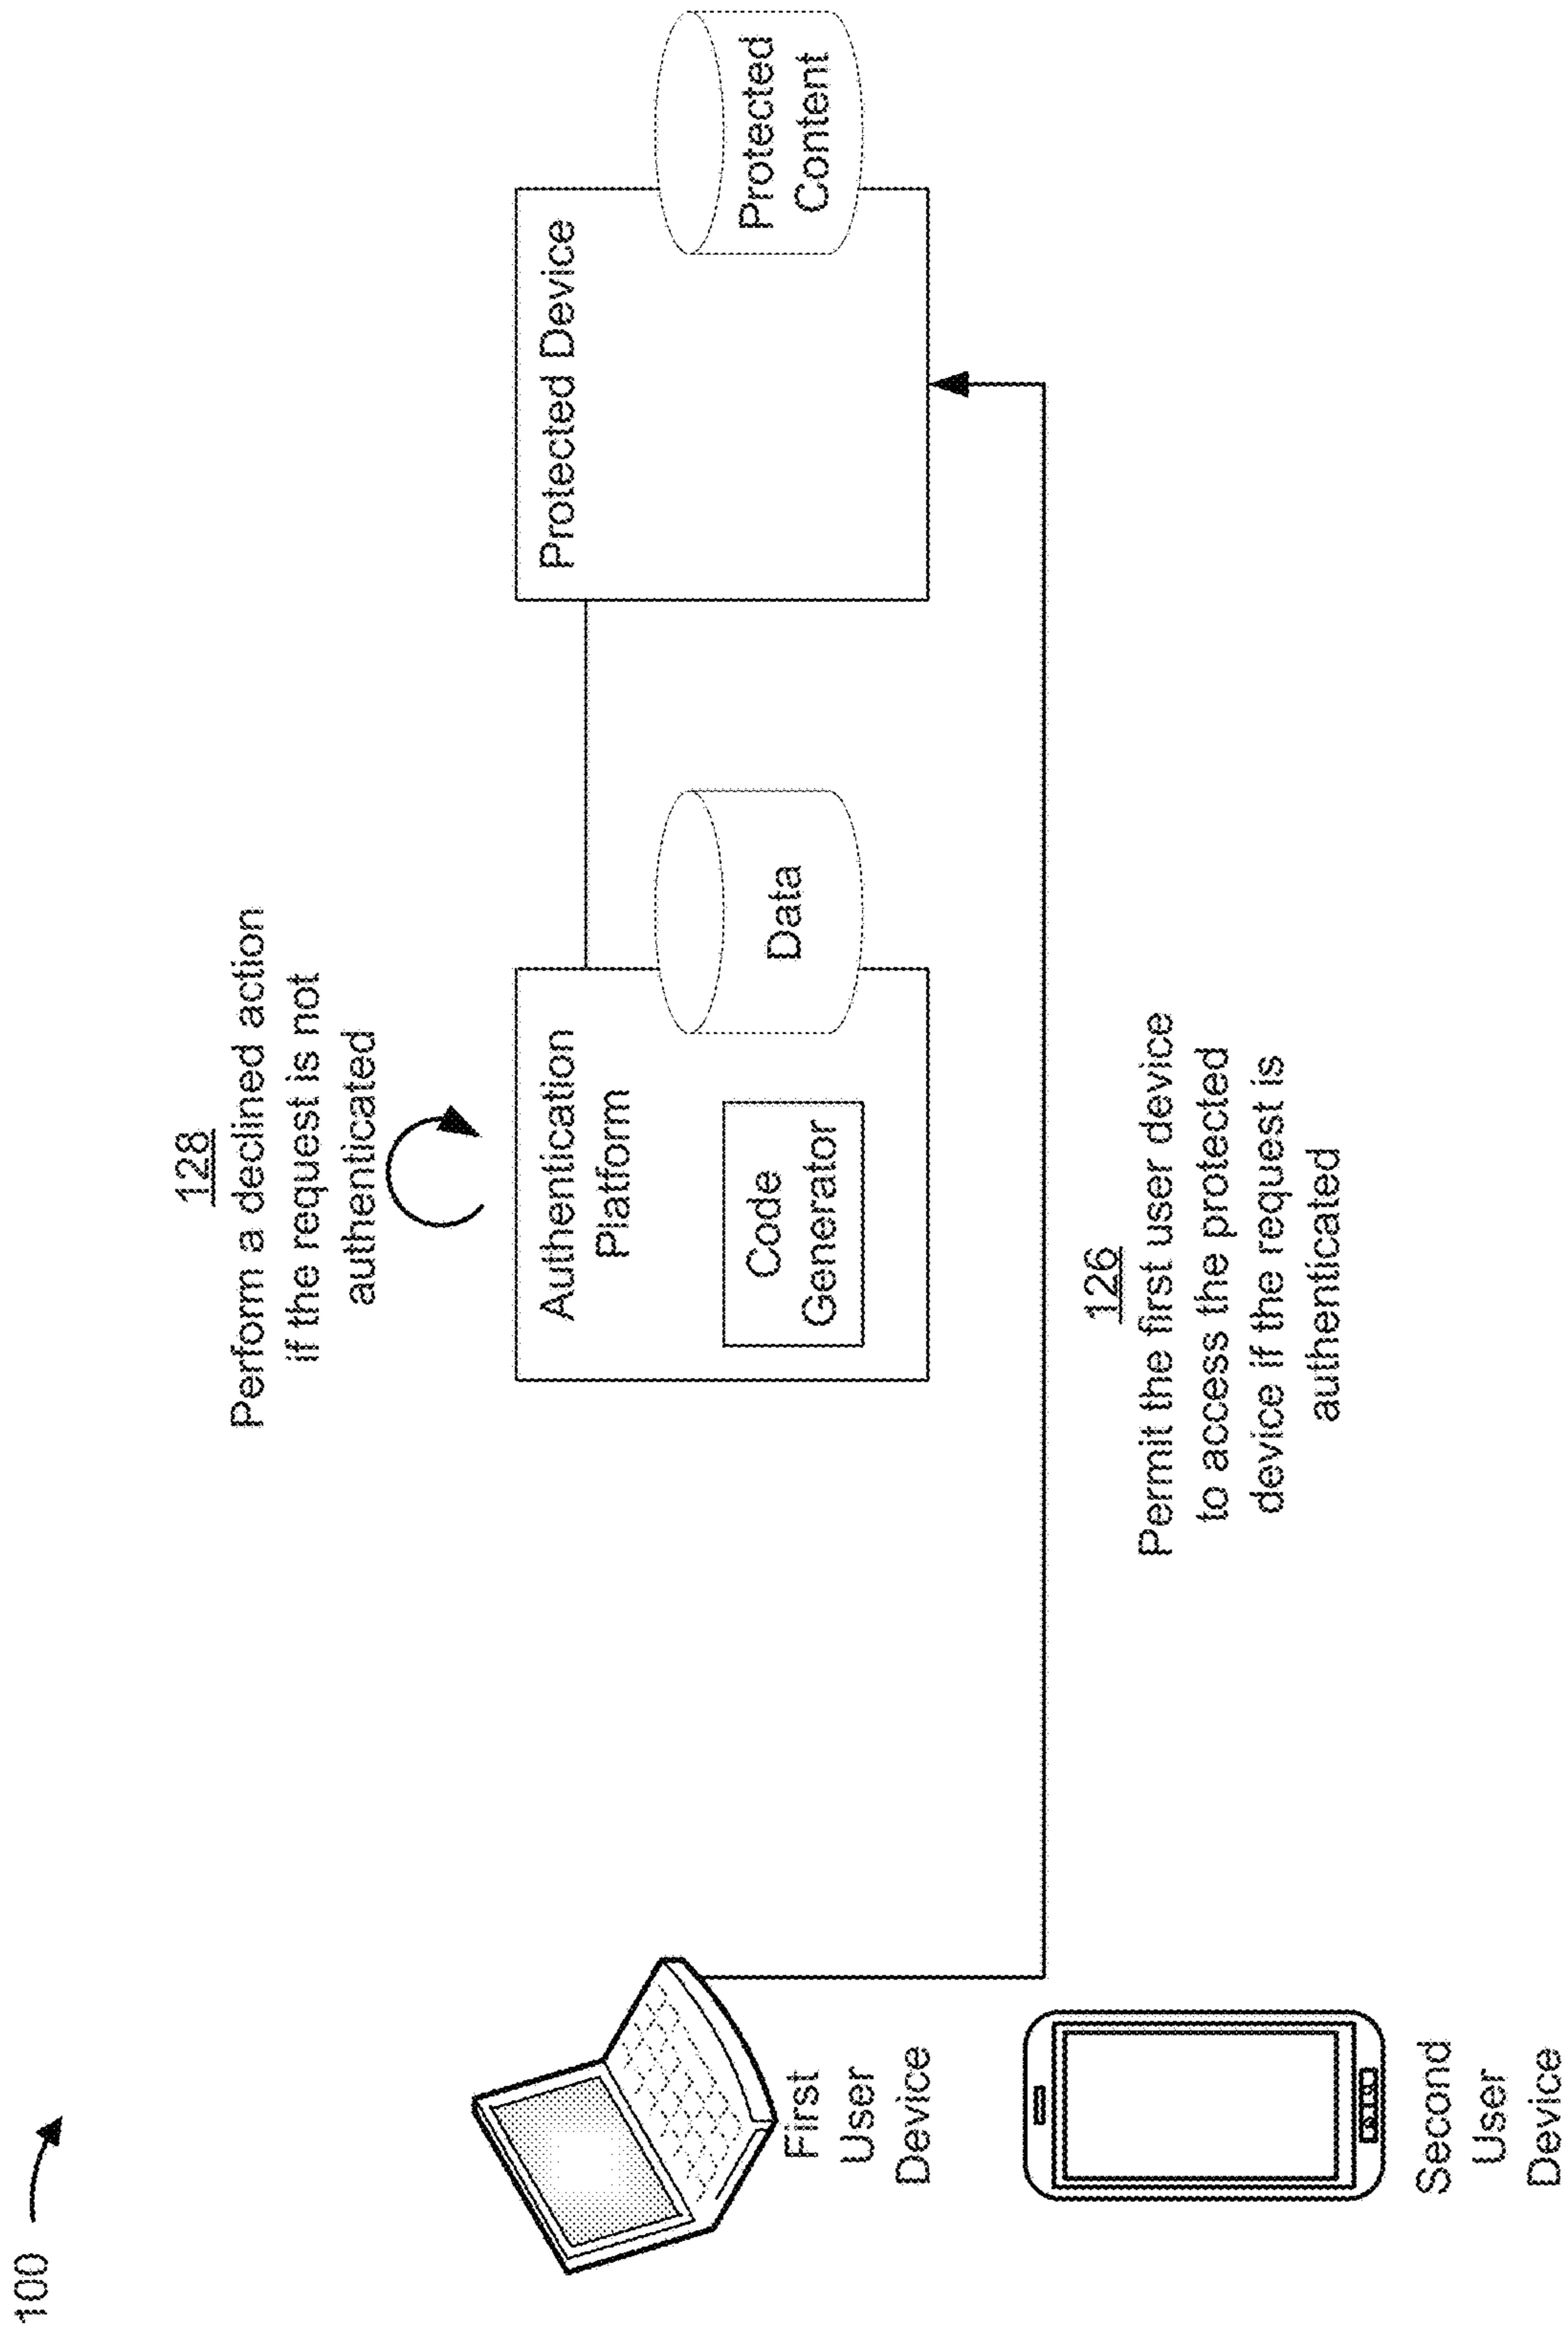 100
128
Perform a declined action
if the request is not
authenticated
Authentication
Platform
Code
Generator
Data
Protected Device
Protected
Content
First
User
Device
126
Permit the first user device
to access the protected
device if the request is
authenticated
Second
User
Device